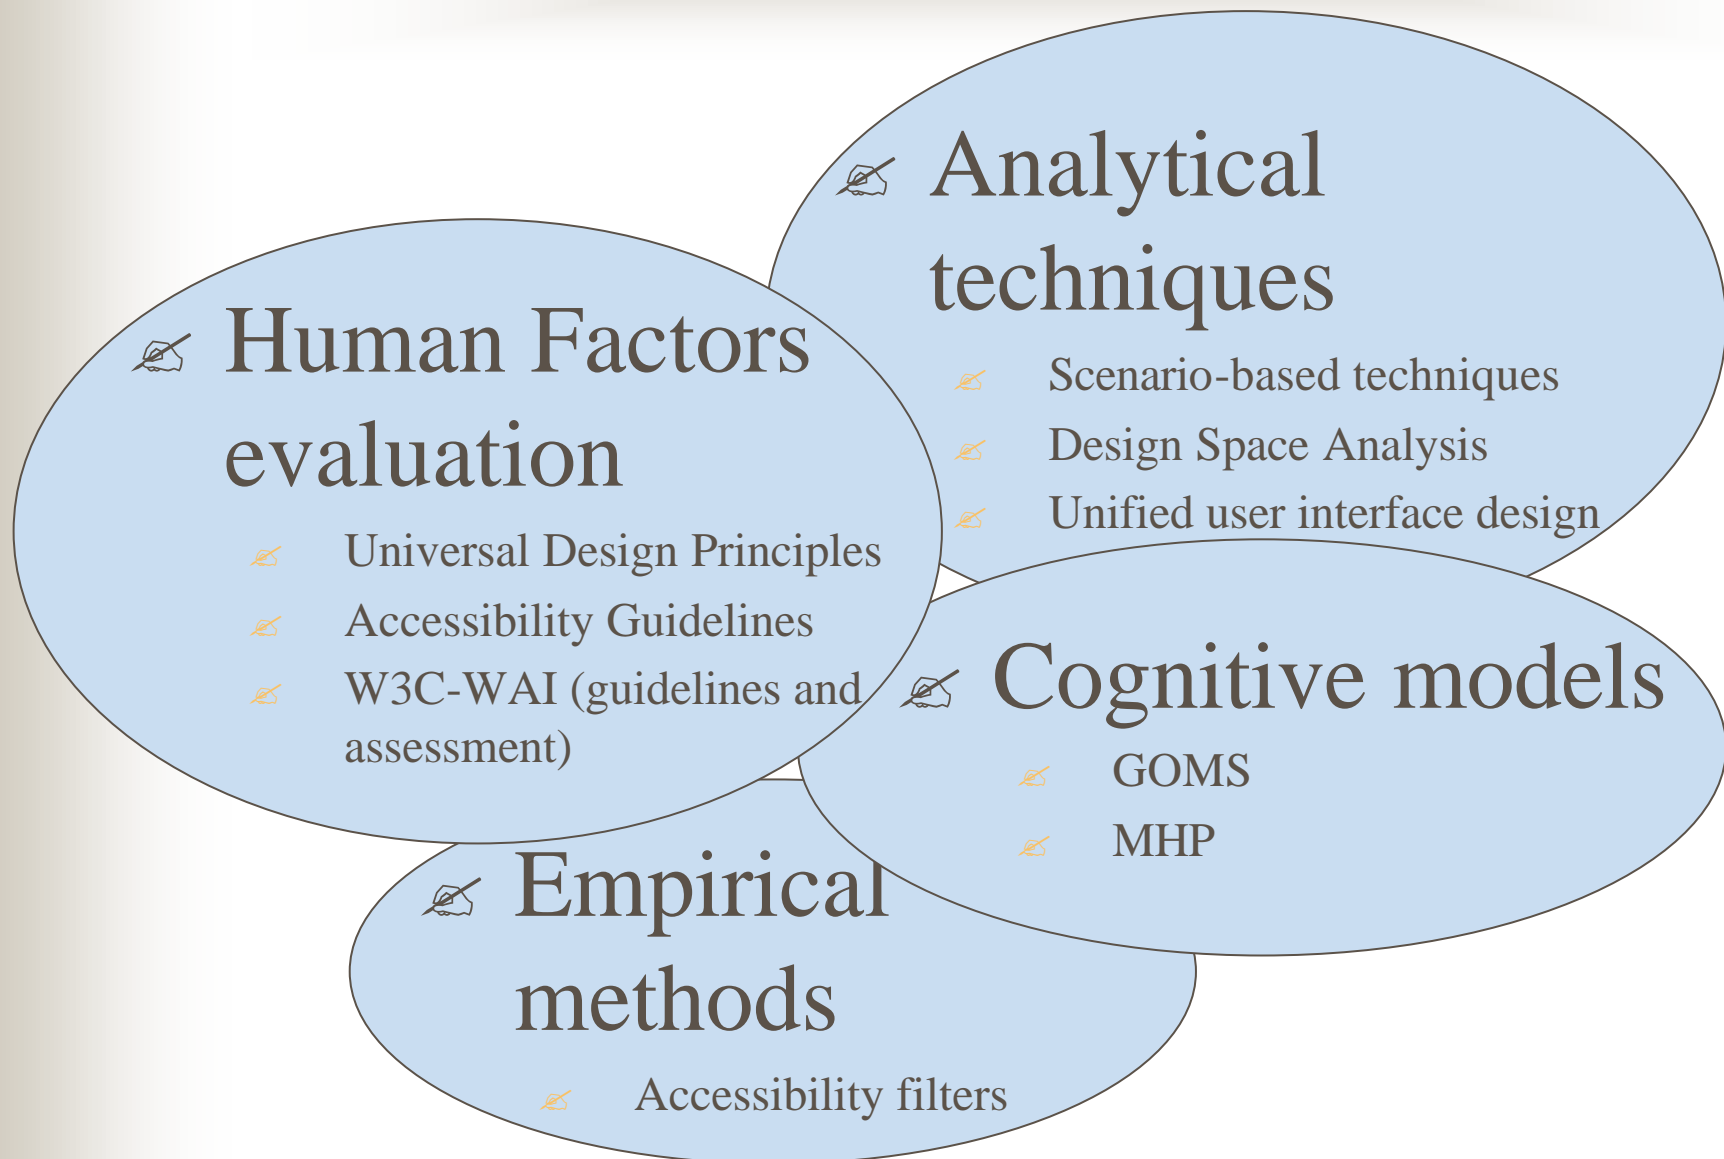 Analytical
techniques
Scenario-based techniques
Design Space Analysis
Unified user interface design
Human Factors
evaluation
Universal Design Principles
Accessibility Guidelines
W3C-WAI (guidelines and
assessment)
Cognitive models
GOMS
MHP
Empirical
methods
Accessibility filters